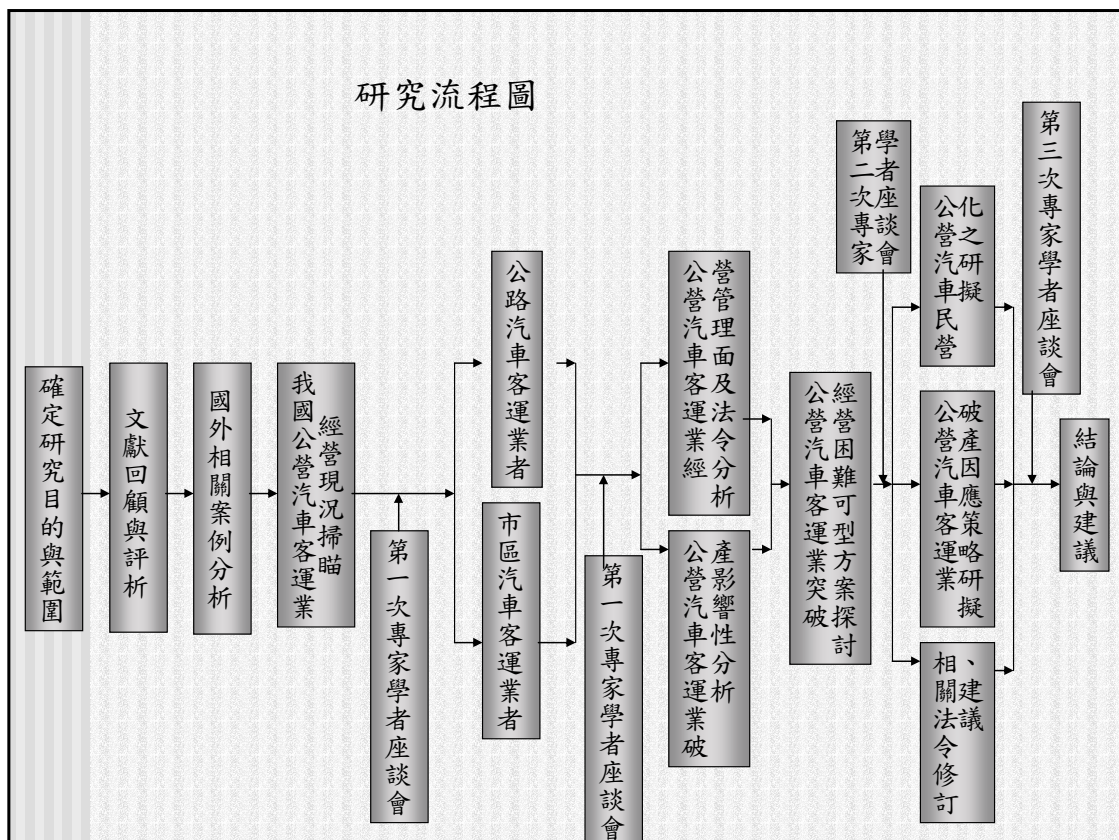 研究流程圖
確定研究目的與範圍
文獻回顧與評析
國外相關案例分析
我國公營汽車客運業
經營現況掃瞄
第一次專家學者座談會
公路汽車客運業者
市區汽車客運業者
第一次專家學者座談會
公營汽車客運業經
營管理面及法令分析
公營汽車客運業破
產影響性分析
公營汽車客運業突破
經營困難可型方案探討
第二次專家
學者座談會
公營汽車民營
化之研擬
公營汽車客運業
破產因應策略研擬
相關法令修訂
、建議
第三次專家學者座談會
結論與建議